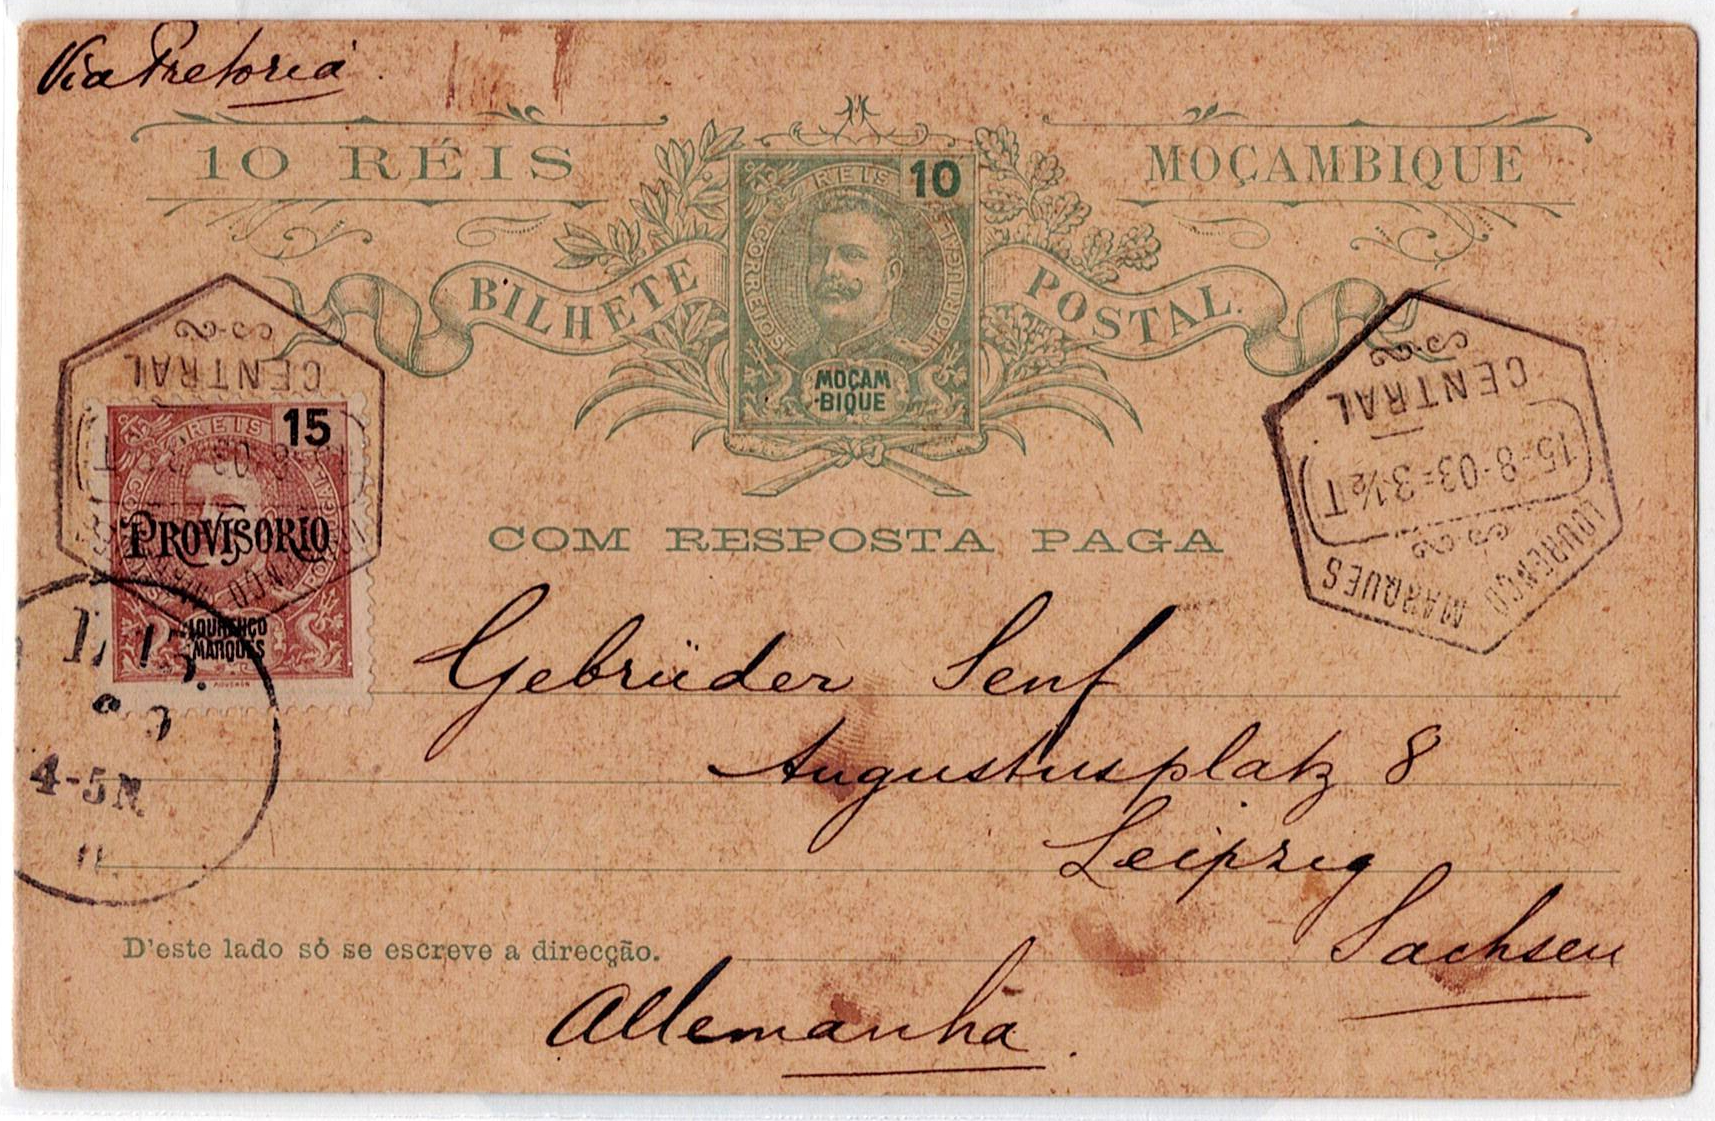 Via Pretoria
10 RÉIS
MOÇAMBIQUE
CORREIOS REIS PORTUGAL
10
BILHETE POSTAL.
MOÇAM
BIQUE
CENTRAL
15
REIS
PROVISORIO
LOURENÇO
MARQUES
MOUCHON
CENTRAL
15-8-03=3½T
LOURENÇO MARQUES
COM RESPOSTA PAGA
Gebrüder Senf
Augustusplatz 8
Leipzig
Sachsen
4-5N.
D'este lado só se escreve a direcção.
Allemanha.